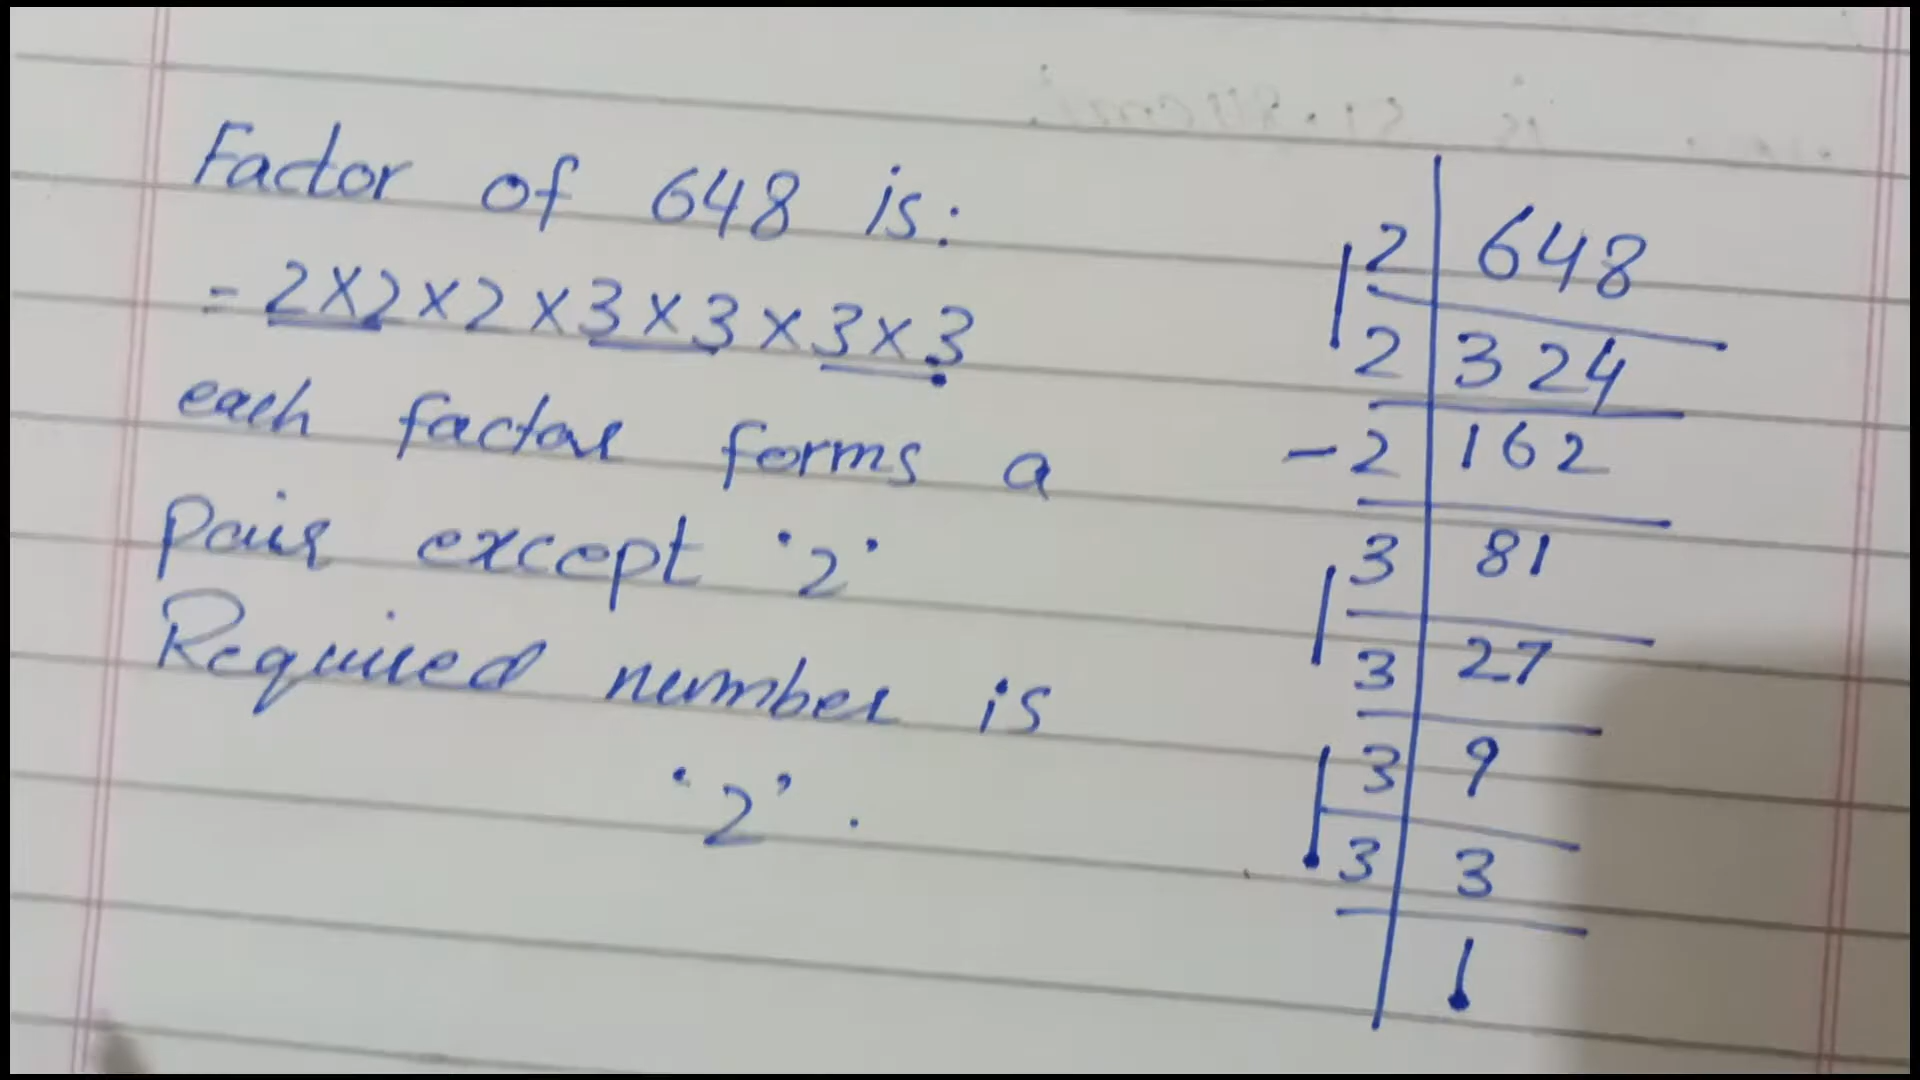 Factor of 648 is:
= 2×2×2×3×3×3×3
each factor forms a
pair except '2'
Required number is
'2'.
2 | 648
2 | 324
- 2 | 162
3 | 81
3 | 27
3 | 9
3 | 3
1